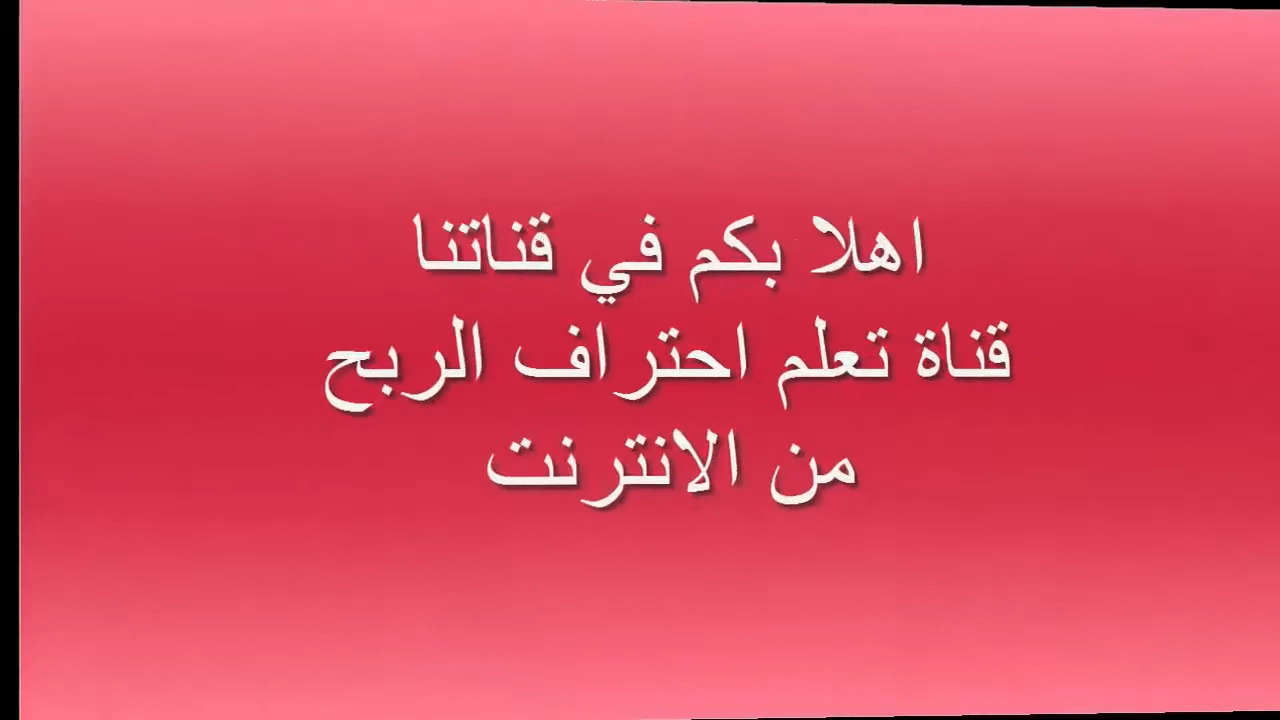 اهلا بكم في قناتنا
قناة تعلم احتراف الربح
من الانترنت